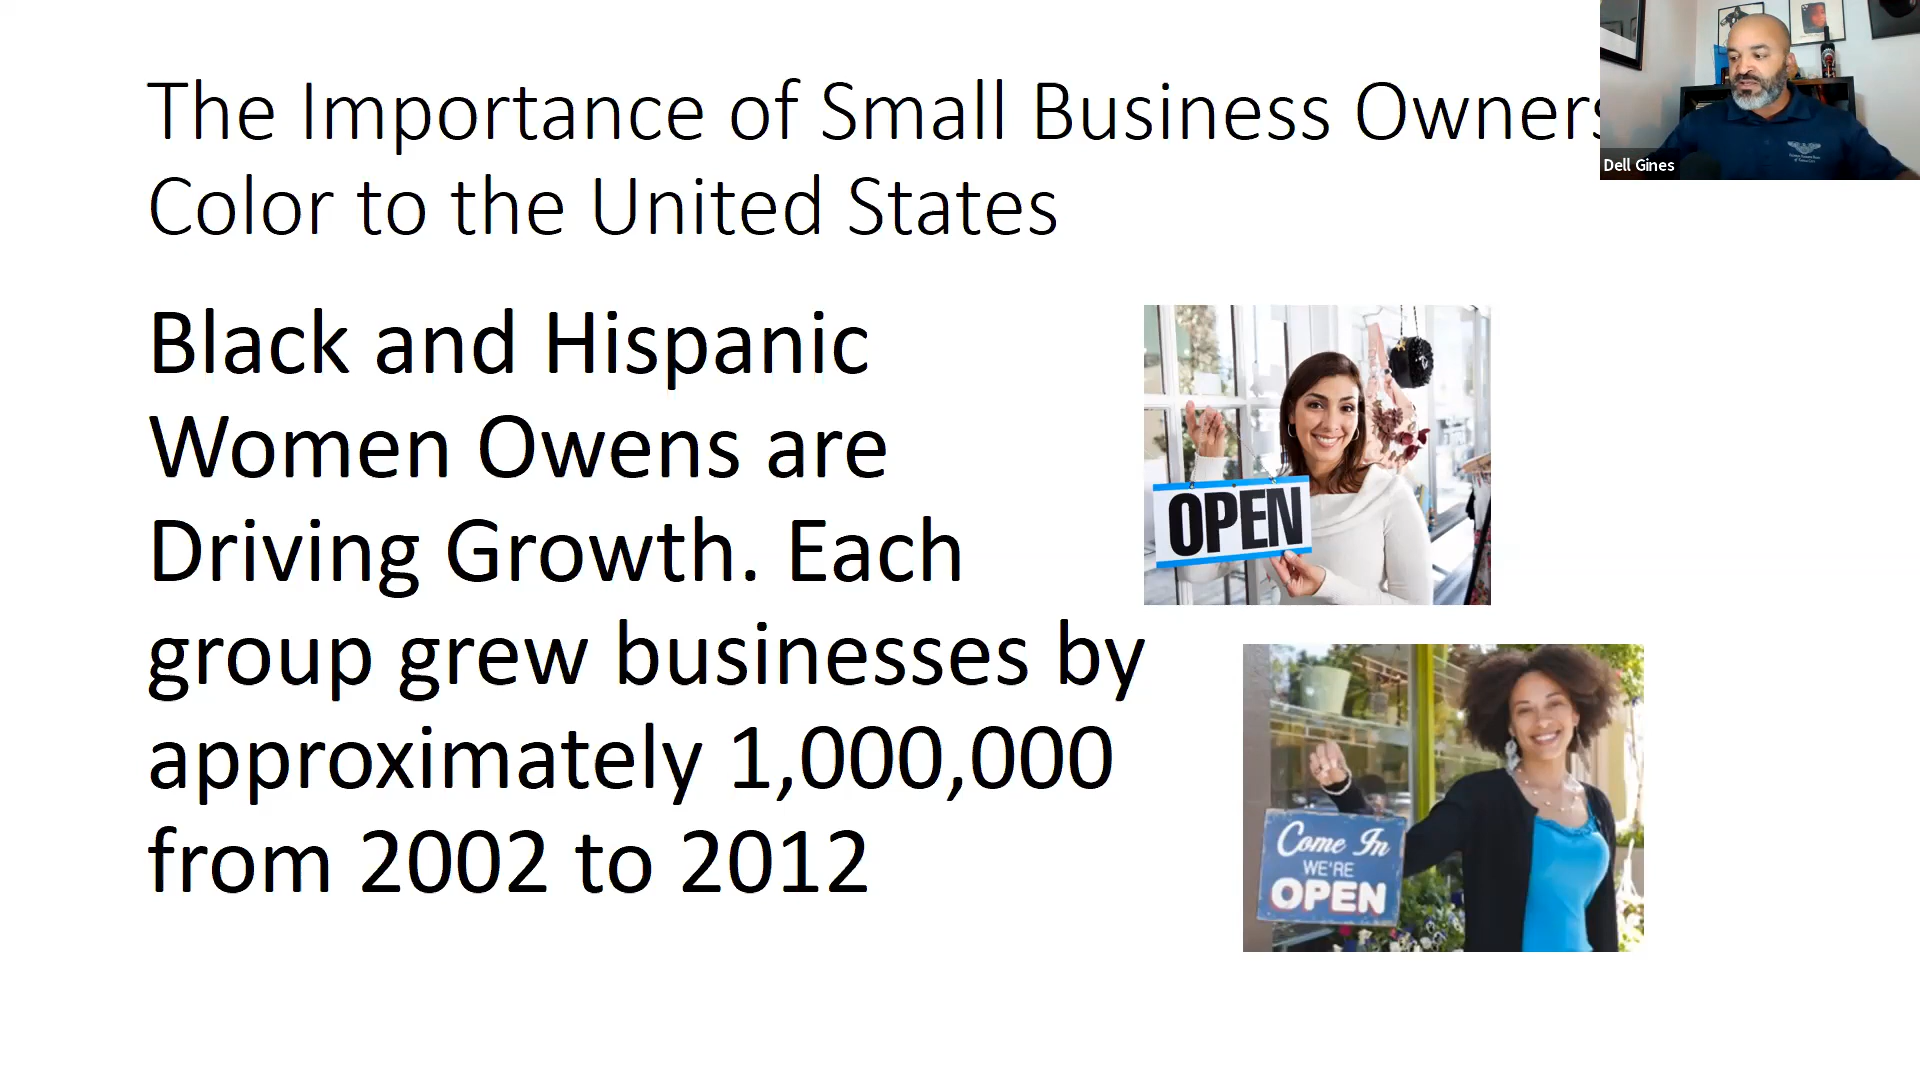 The Importance of Small Business Owners
Color to the United States
Dell Gines
Black and Hispanic
Women Owens are
Driving Growth. Each
group grew businesses by
approximately 1,000,000
from 2002 to 2012
OPEN
Come In
WE'RE
OPEN